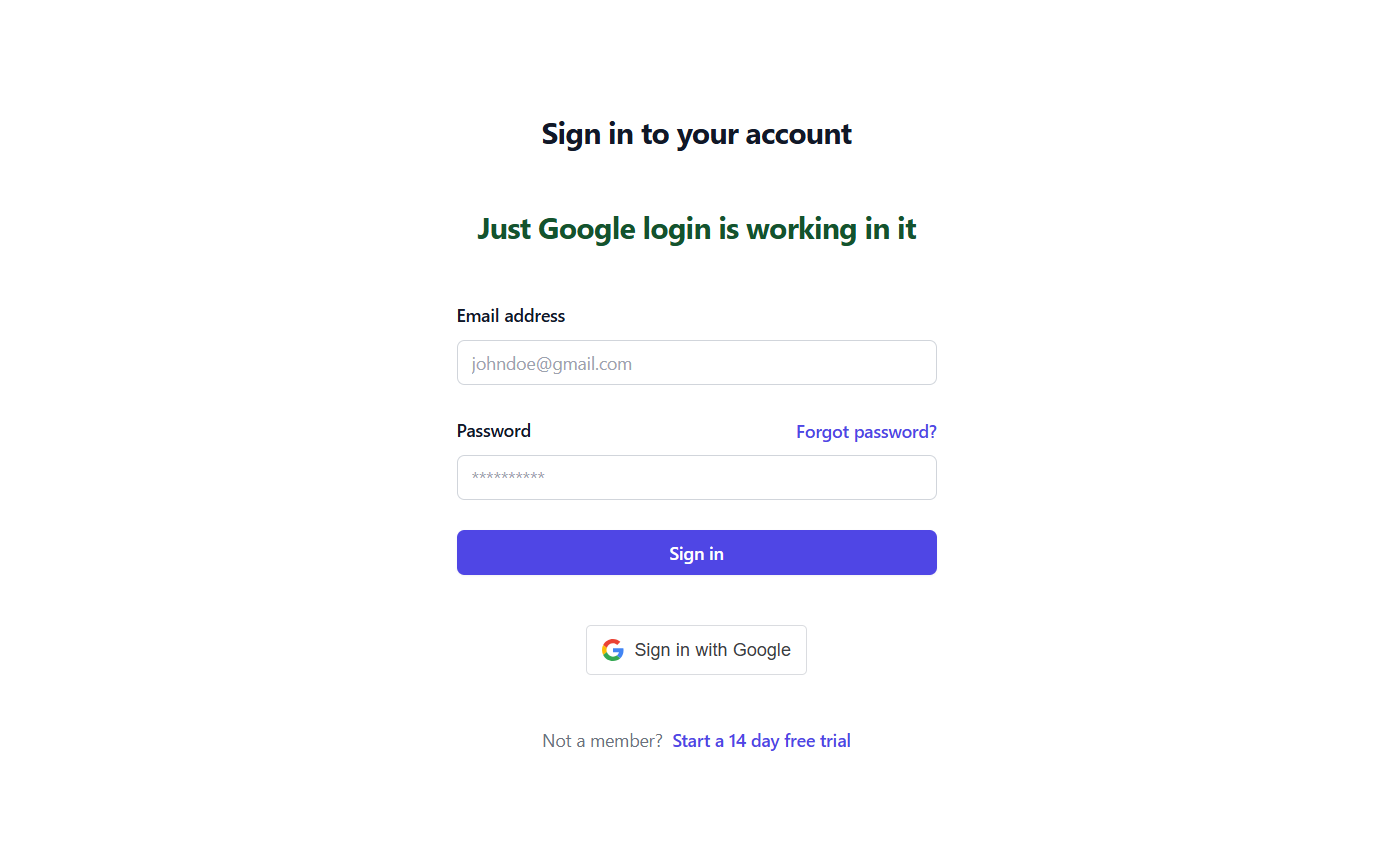 Sign in to your account
Just Google login is working in it
Email address
johndoe@gmail.com
Password Forgot password?
**********
Sign in
Sign in with Google
Not a member? Start a 14 day free trial